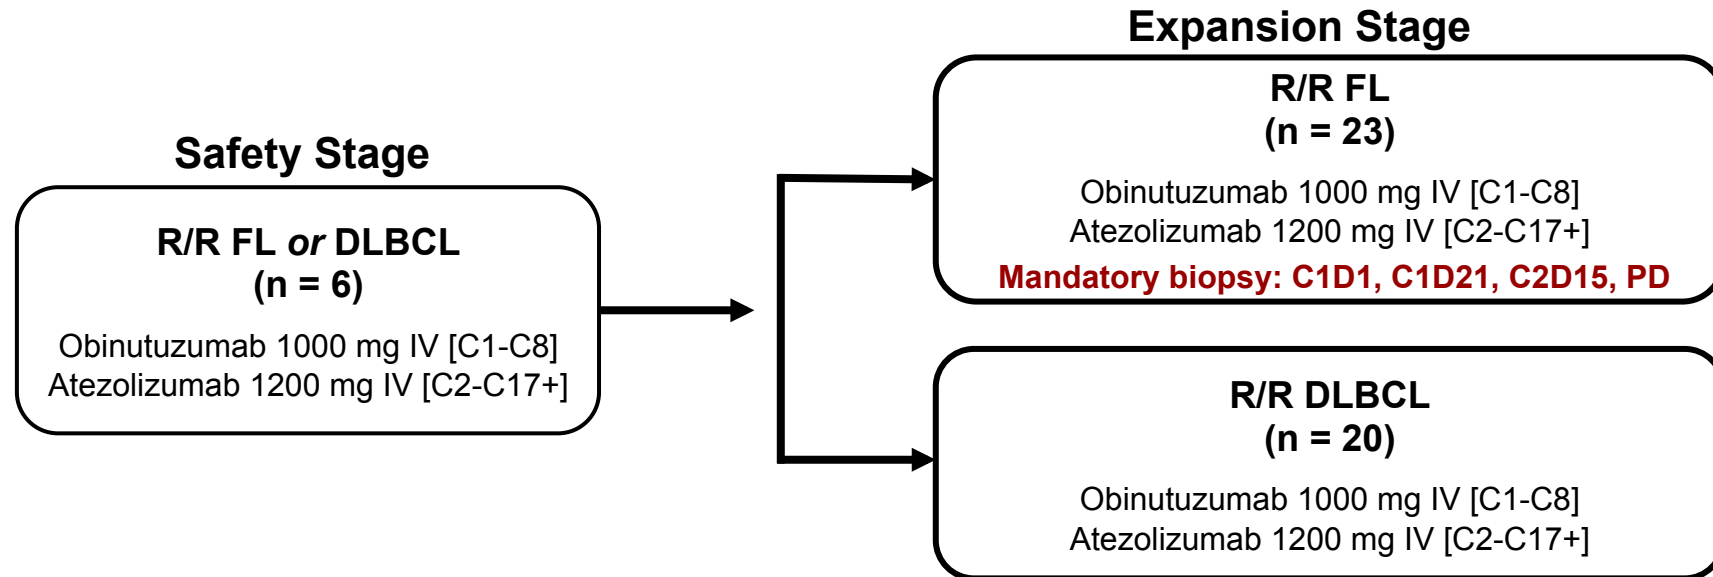 Safety Stage
R/R FL or DLBCL
(n = 6)
Obinutuzumab 1000 mg IV [C1-C8]
Atezolizumab 1200 mg IV [C2-C17+]
Expansion Stage
R/R FL
(n = 23)
Obinutuzumab 1000 mg IV [C1-C8]
Atezolizumab 1200 mg IV [C2-C17+]
Mandatory biopsy: C1D1, C1D21, C2D15, PD
R/R DLBCL
(n = 20)
Obinutuzumab 1000 mg IV [C1-C8]
Atezolizumab 1200 mg IV [C2-C17+]